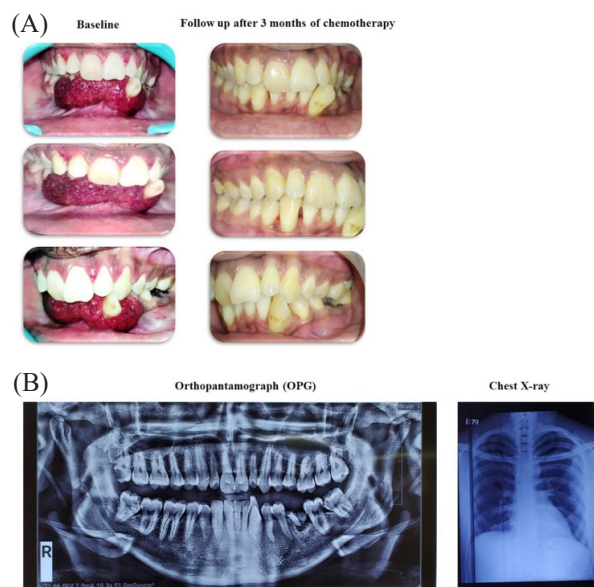 (A)
Baseline
Follow up after 3 months of chemotherapy
(B)
Orthopantamograph (OPG)
Chest X-ray
R